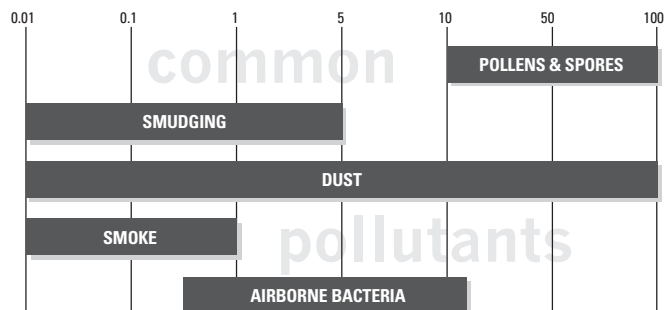 0.01 0.1 1 5 10 50 100
common
POLLENS & SPORES
SMUDGING
DUST
SMOKE
pollutants
AIRBORNE BACTERIA